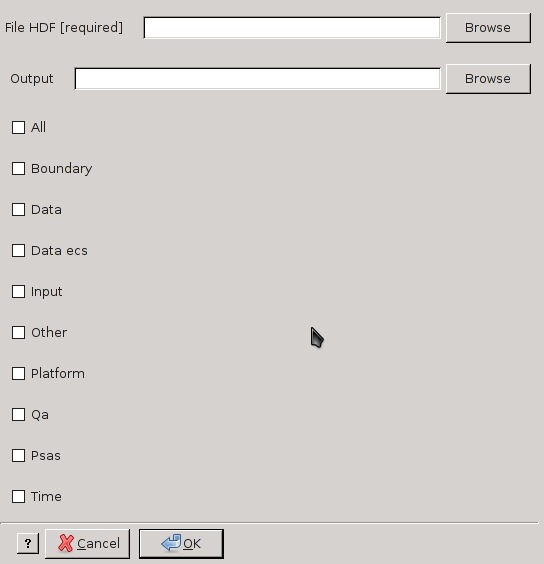 File HDF [required] Browse
Output Browse
All
Boundary
Data
Data ecs
Input
Other
Platform
Qa
Psas
Time
? Cancel OK